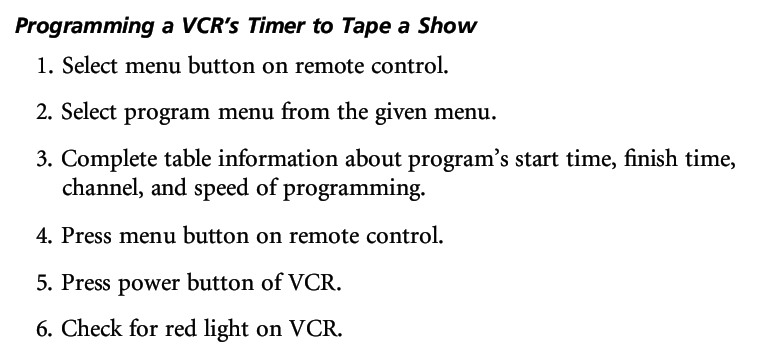 Programming a VCR's Timer to Tape a Show
1. Select menu button on remote control.
2. Select program menu from the given menu.
3. Complete table information about program's start time, finish time,
channel, and speed of programming.
4. Press menu button on remote control.
5. Press power button of VCR.
6. Check for red light on VCR.